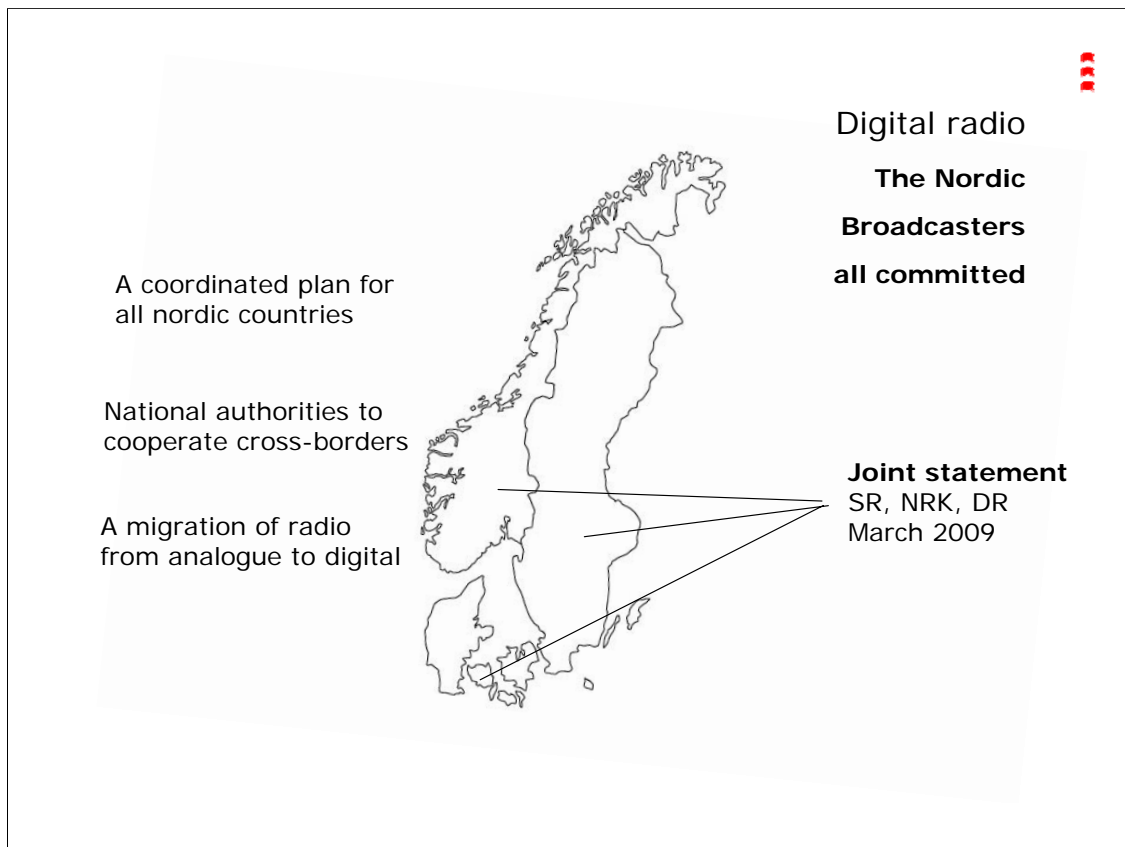 Digital radio
The Nordic
Broadcasters
all committed
A coordinated plan for
all nordic countries
National authorities to
cooperate cross-borders
A migration of radio
from analogue to digital
Joint statement
SR, NRK, DR
March 2009